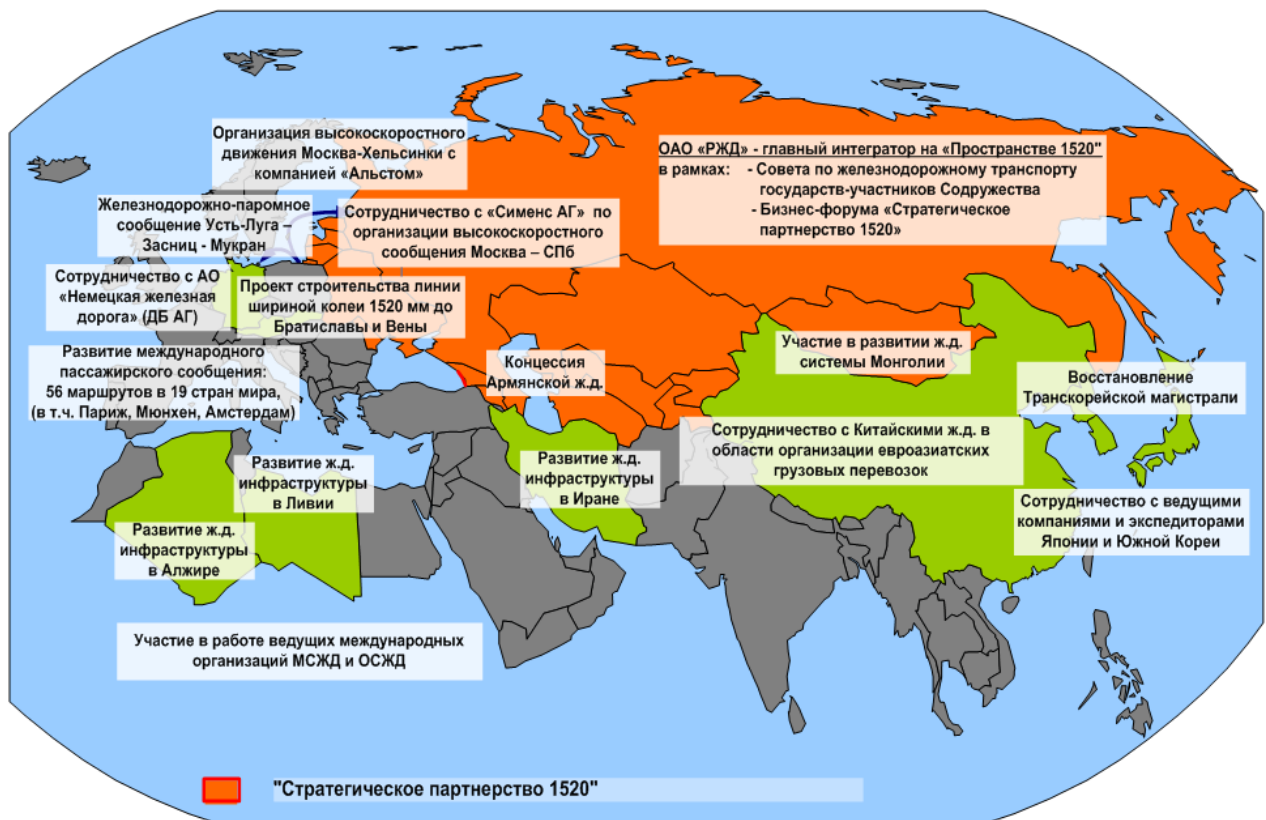 Организация высокоскоростного
движения Москва-Хельсинки с
компанией «Альстом»
ОАО «РЖД» - главный интегратор на «Пространстве 1520"
в рамках: - Совета по железнодорожному транспорту
государств-участников Содружества
- Бизнес-форума «Стратегическое
партнерство 1520»
Железнодорожно-паромное
сообщение Усть-Луга –
Засниц - Мукран
Сотрудничество с «Сименс АГ» по
организации высокоскоростного
сообщения Москва – СПб
Сотрудничество с АО
«Немецкая железная
дорога» (ДБ АГ)
Проект строительства линии
шириной колеи 1520 мм до
Братиславы и Вены
Развитие международного
пассажирского сообщения:
56 маршрутов в 19 стран мира,
(в т.ч. Париж, Мюнхен, Амстердам)
Концессия
Армянской ж.д.
Участие в развитии ж.д.
системы Монголии
Восстановление
Транскорейской магистрали
Сотрудничество с Китайскими ж.д. в
области организации евроазиатских
грузовых перевозок
Развитие ж.д.
инфраструктуры
в Ливии
Развитие ж.д.
инфраструктуры
в Иране
Сотрудничество с ведущими
компаниями и экспедиторами
Японии и Южной Кореи
Развитие ж.д.
инфраструктуры
в Алжире
Участие в работе ведущих международных
организаций МСЖД и ОСЖД
"Стратегическое партнерство 1520"